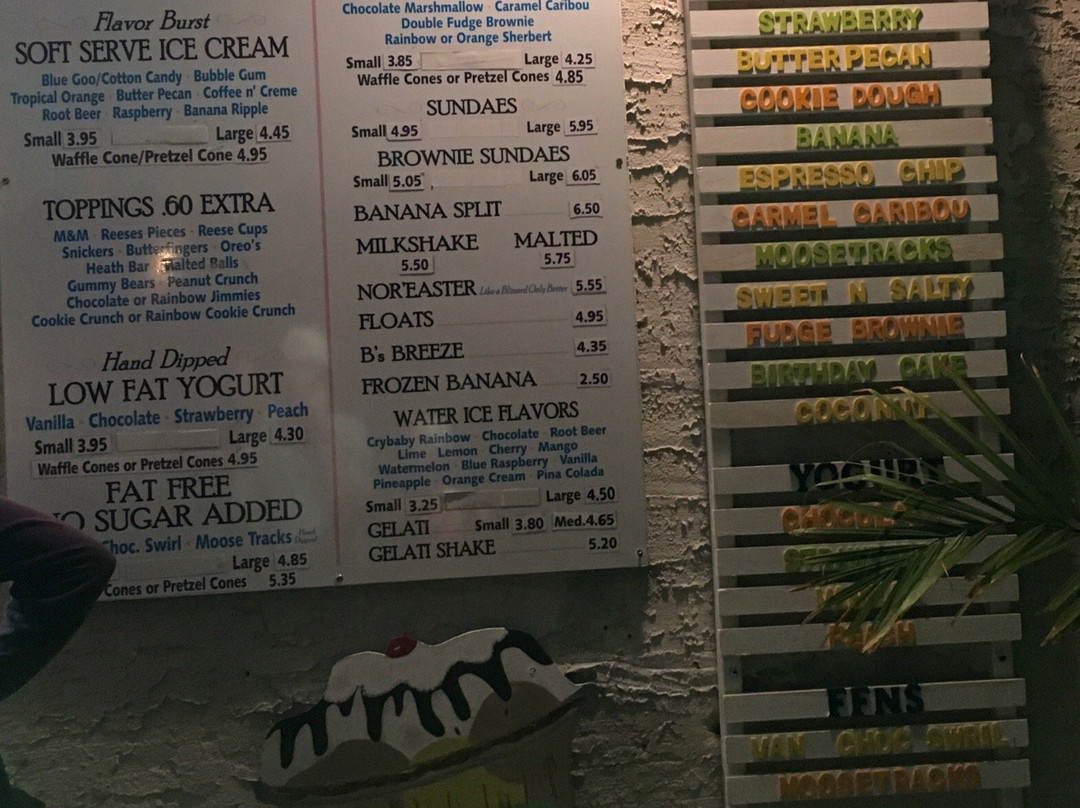 Flavor Burst
SOFT SERVE ICE CREAM
Blue Goo/Cotton Candy · Bubble Gum
Tropical Orange · Butter Pecan · Coffee n' Creme
Root Beer · Raspberry · Banana Ripple
Small 3.95 Large 4.45
Waffle Cone/Pretzel Cone 4.95
TOPPINGS .60 EXTRA
M&M · Reeses Pieces · Reese Cups
Snickers · Butterfingers · Oreo's
Heath Bar · Malted Balls
Gummy Bears · Peanut Crunch
Chocolate or Rainbow Jimmies
Cookie Crunch or Rainbow Cookie Crunch
Hand Dipped
LOW FAT YOGURT
Vanilla · Chocolate · Strawberry · Peach
Small 3.95 Large 4.30
Waffle Cones or Pretzel Cones 4.95
FAT FREE
NO SUGAR ADDED
Choc. Swirl · Moose Tracks Hand Dipped
Large 4.85
Cones or Pretzel Cones 5.35
Chocolate Marshmallow · Caramel Caribou
Double Fudge Brownie
Rainbow or Orange Sherbert
Small 3.85 Large 4.25
Waffle Cones or Pretzel Cones 4.85
SUNDAES
Small 4.95 Large 5.95
BROWNIE SUNDAES
Small 5.05 Large 6.05
BANANA SPLIT 6.50
MILKSHAKE MALTED
5.50 5.75
NOR'EASTER Like a Blizzard Only Better 5.55
FLOATS 4.95
B's BREEZE 4.35
FROZEN BANANA 2.50
WATER ICE FLAVORS
Crybaby Rainbow · Chocolate · Root Beer
Lime · Lemon · Cherry · Mango
Watermelon · Blue Raspberry · Vanilla
Pineapple · Orange Cream · Pina Colada
Small 3.25 Large 4.50
GELATI Small 3.80 Med. 4.65
GELATI SHAKE 5.20
STRAWBERRY
BUTTER PECAN
COOKIE DOUGH
BANANA
ESPRESSO CHIP
CARMEL CARIBOU
MOOSETRACKS
SWEET N SALTY
FUDGE BROWNIE
BIRTHDAY CAKE
COCONUT
YOGURT
PEACH
FFNS
VAN CHOC SWRIL
MOOSETRACKS